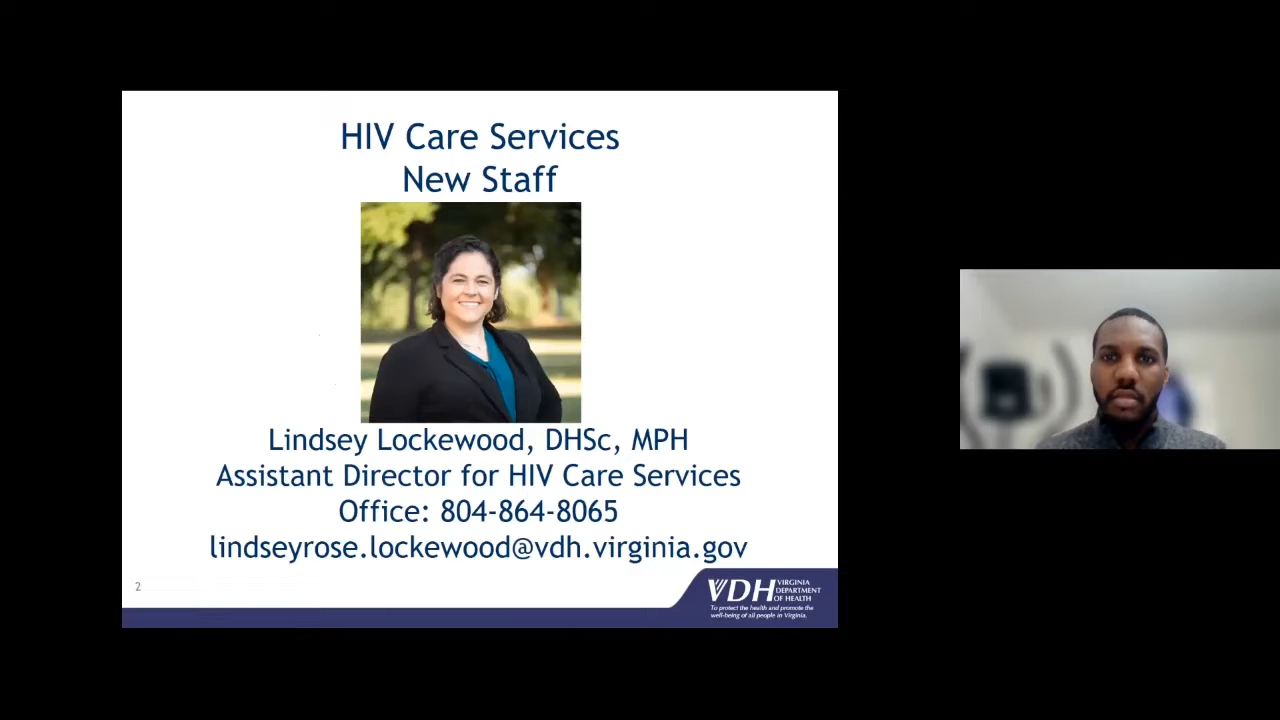 HIV Care Services
New Staff
Lindsey Lockewood, DHSc, MPH
Assistant Director for HIV Care Services
Office: 804-864-8065
lindseyrose.lockewood@vdh.virginia.gov
2
VDH VIRGINIA
DEPARTMENT
OF HEALTH
To protect the health and promote the
well-being of all people in Virginia.